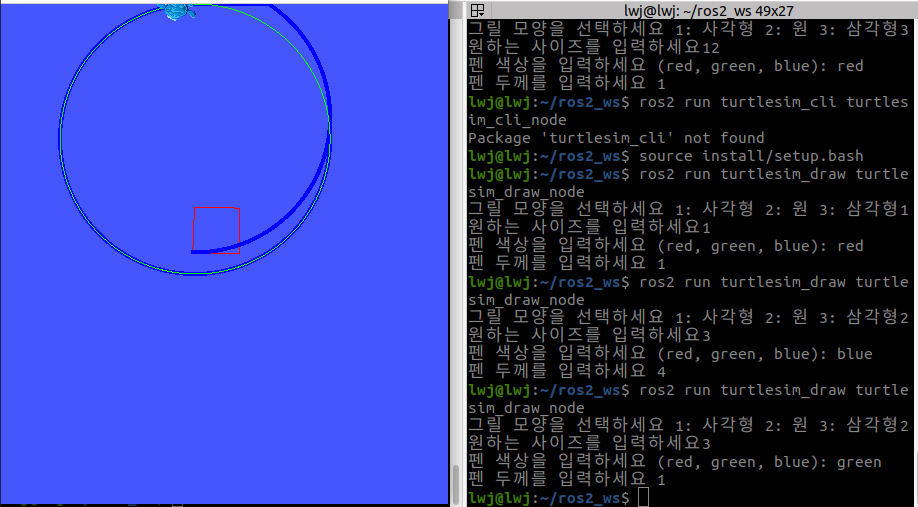 lwj@lwj: ~/ros2_ws 49x27
그릴 모양을 선택하세요 1: 사각형 2: 원 3: 삼각형3
원하는 사이즈를 입력하세요12
펜 색상을 입력하세요 (red, green, blue): red
펜 두께를 입력하세요 1
lwj@lwj:~/ros2_ws$ ros2 run turtlesim_cli turtles
im_cli_node
Package 'turtlesim_cli' not found
lwj@lwj:~/ros2_ws$ source install/setup.bash
lwj@lwj:~/ros2_ws$ ros2 run turtlesim_draw turtle
sim_draw_node
그릴 모양을 선택하세요 1: 사각형 2: 원 3: 삼각형1
원하는 사이즈를 입력하세요1
펜 색상을 입력하세요 (red, green, blue): red
펜 두께를 입력하세요 1
lwj@lwj:~/ros2_ws$ ros2 run turtlesim_draw turtle
sim_draw_node
그릴 모양을 선택하세요 1: 사각형 2: 원 3: 삼각형2
원하는 사이즈를 입력하세요3
펜 색상을 입력하세요 (red, green, blue): blue
펜 두께를 입력하세요 4
lwj@lwj:~/ros2_ws$ ros2 run turtlesim_draw turtle
sim_draw_node
그릴 모양을 선택하세요 1: 사각형 2: 원 3: 삼각형2
원하는 사이즈를 입력하세요3
펜 색상을 입력하세요 (red, green, blue): green
펜 두께를 입력하세요 1
lwj@lwj:~/ros2_ws$